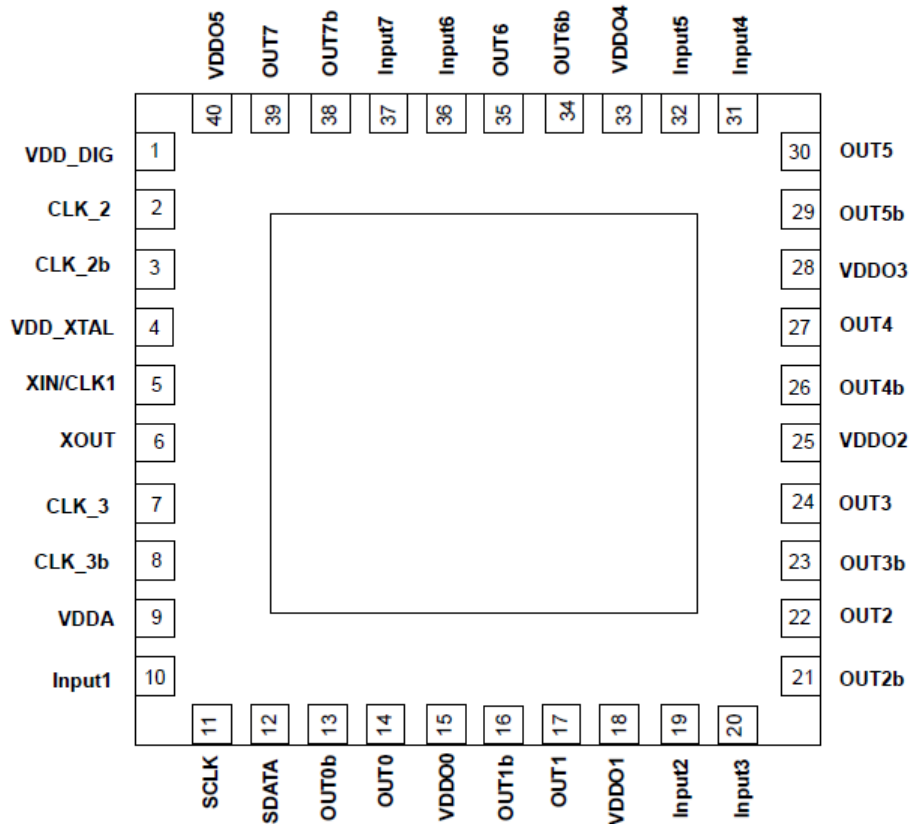 VDDO5 OUT7 OUT7b Input7 Input6 OUT6 OUT6b VDDO4 Input5 Input4
40 39 38 37 36 35 34 33 32 31
VDD_DIG 1 30 OUT5
CLK_2 2 29 OUT5b
CLK_2b 3 28 VDDO3
VDD_XTAL 4 27 OUT4
XIN/CLK1 5 26 OUT4b
XOUT 6 25 VDDO2
CLK_3 7 24 OUT3
CLK_3b 8 23 OUT3b
VDDA 9 22 OUT2
Input1 10 21 OUT2b
11 12 13 14 15 16 17 18 19 20
SCLK SDATA OUT0b OUT0 VDDO0 OUT1b OUT1 VDDO1 Input2 Input3